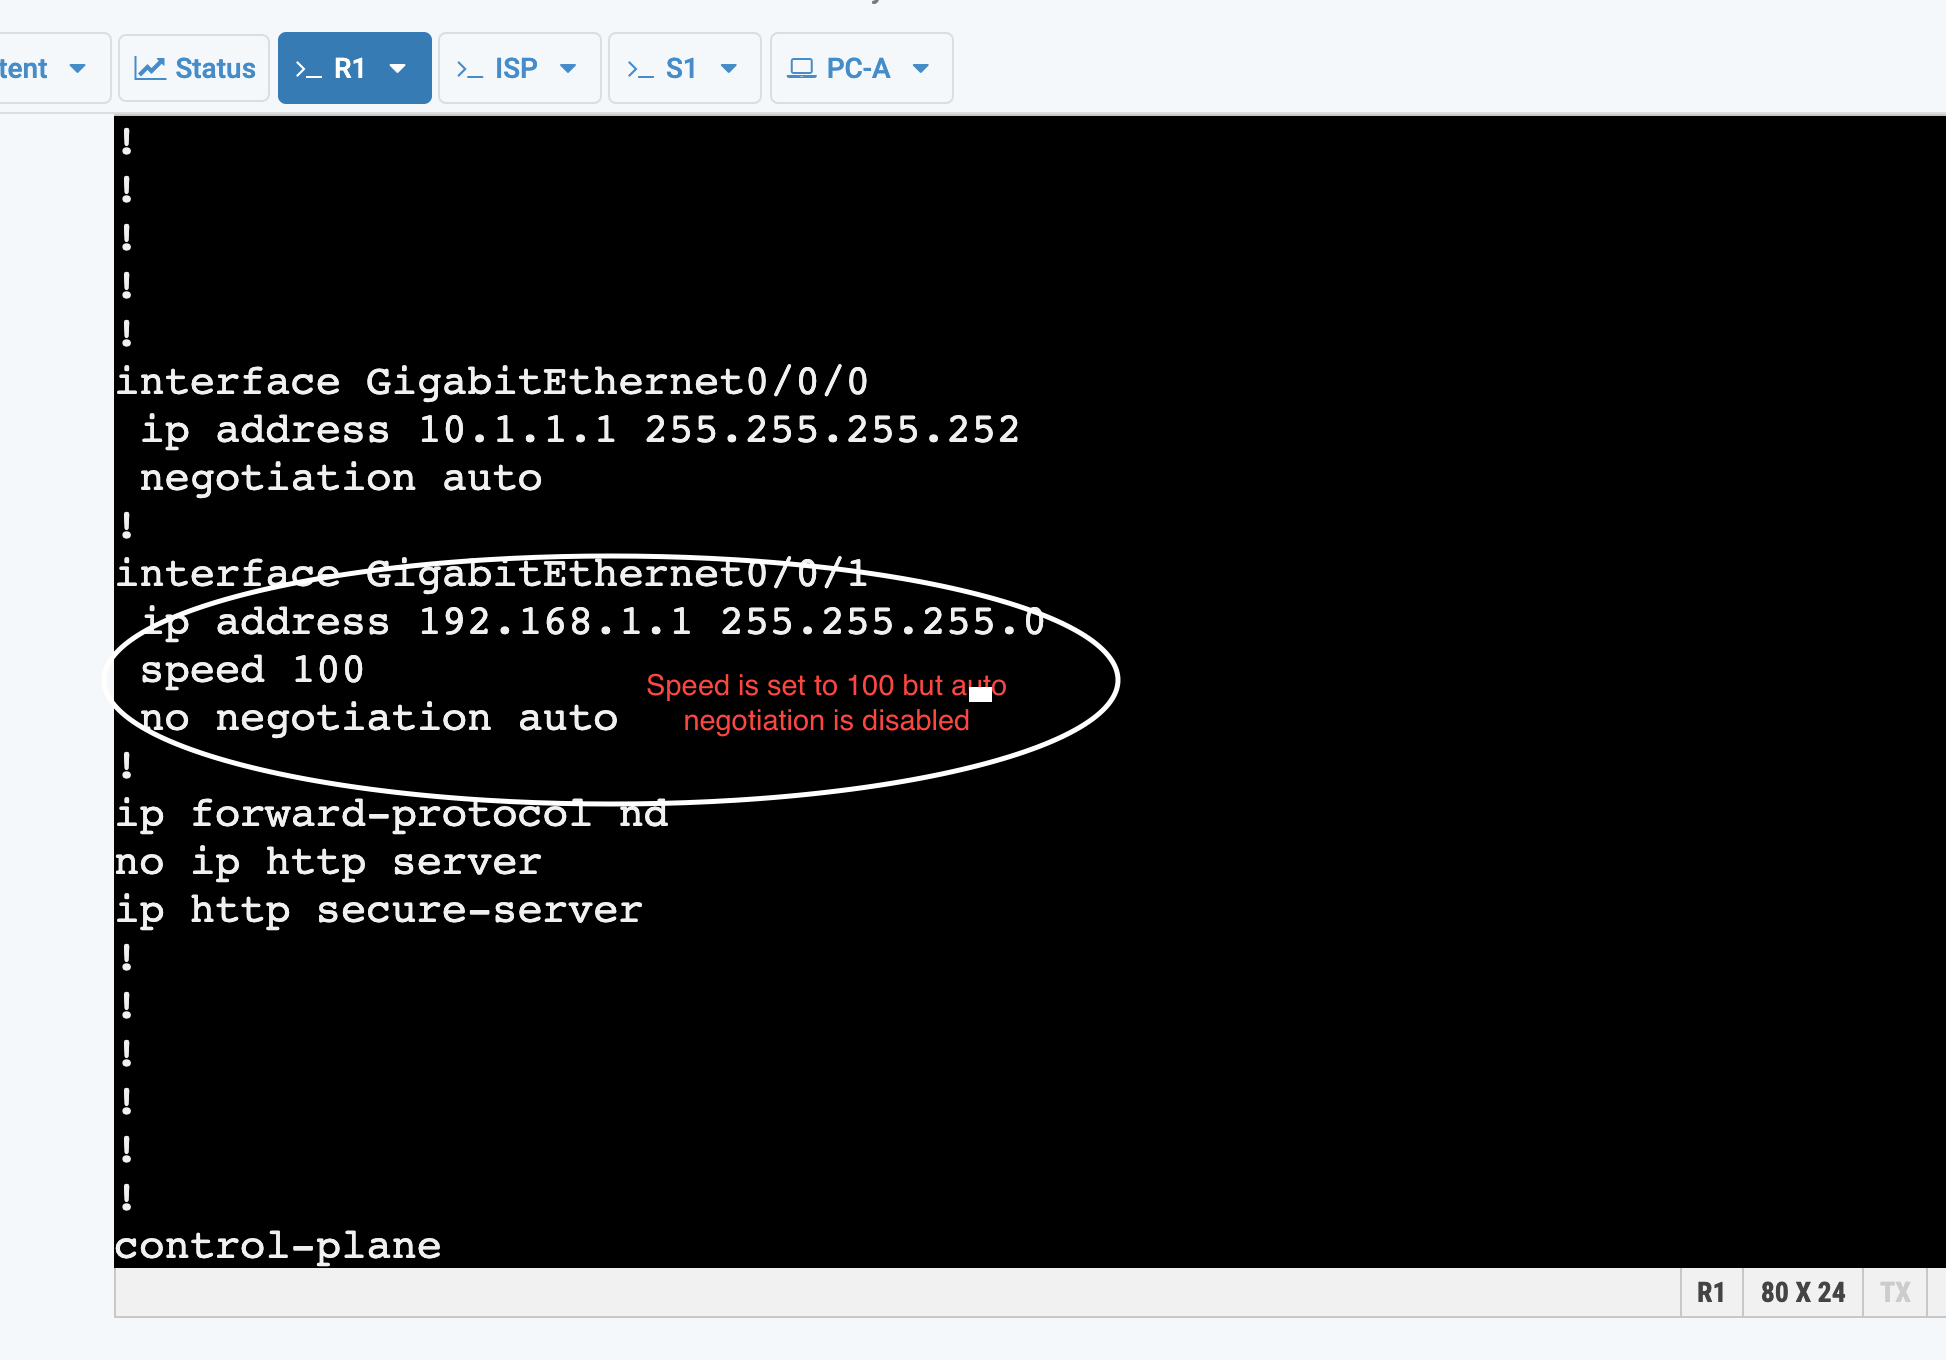 tent
Status
>_ R1
>_ ISP
>_ S1
PC-A
!
!
!
!
!
interface GigabitEthernet0/0/0
ip address 10.1.1.1 255.255.255.252
negotiation auto
!
interface GigabitEthernet0/0/1
ip address 192.168.1.1 255.255.255.0
speed 100
no negotiation auto
Speed is set to 100 but auto
negotiation is disabled
!
ip forward-protocol nd
no ip http server
ip http secure-server
!
!
!
!
!
!
control-plane
R1
80 X 24
TX